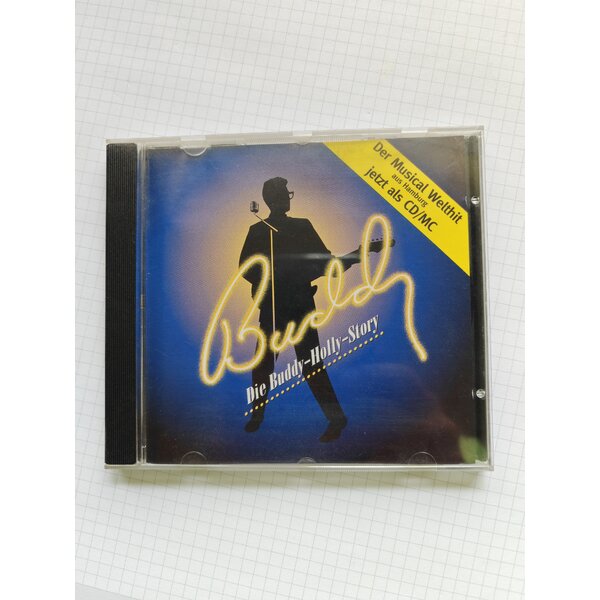 Der Musical Welthit
aus Hamburg
jetzt als CD/MC
Buddy
Die Buddy-Holly-Story